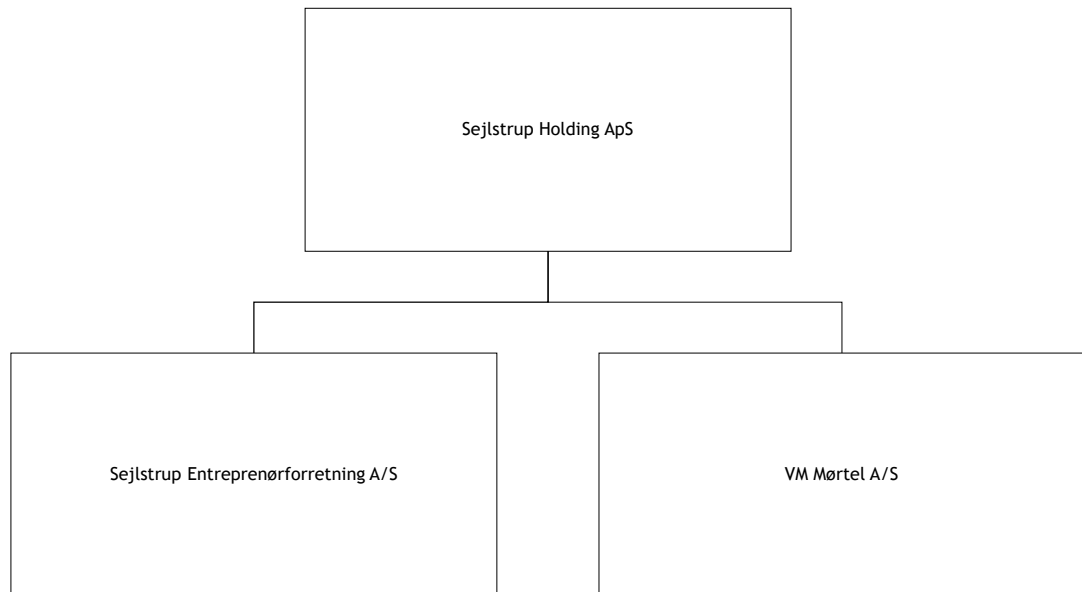 Sejlstrup Holding ApS
Sejlstrup Entreprenørforretning A/S
VM Mørtel A/S